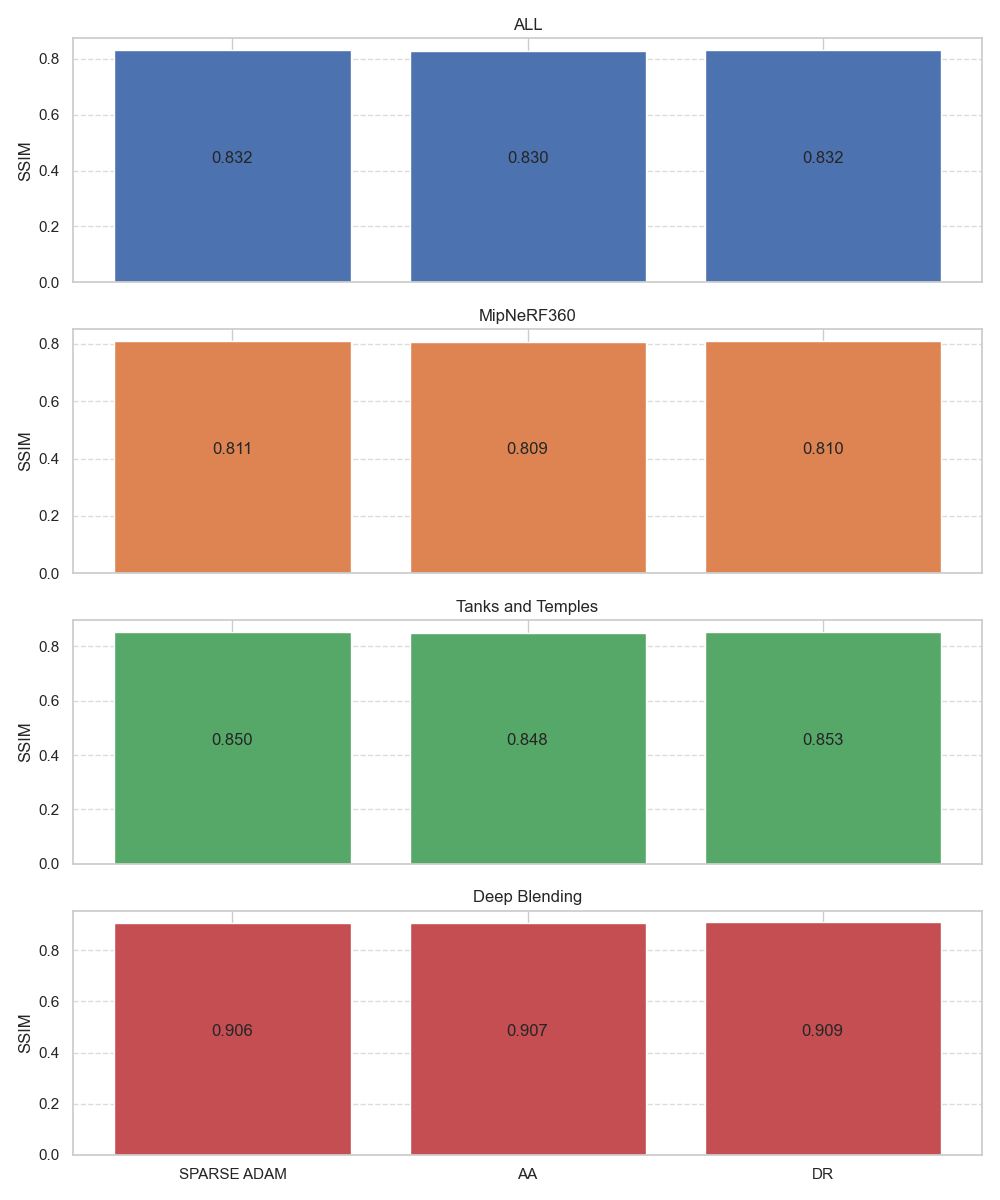 ALL
0.8
0.6
0.4
0.2
0.0
SSIM
0.832 0.830 0.832
MipNeRF360
0.8
0.6
0.4
0.2
0.0
SSIM
0.811 0.809 0.810
Tanks and Temples
0.8
0.6
0.4
0.2
0.0
SSIM
0.850 0.848 0.853
Deep Blending
0.8
0.6
0.4
0.2
0.0
SSIM
0.906 0.907 0.909
SPARSE ADAM AA DR